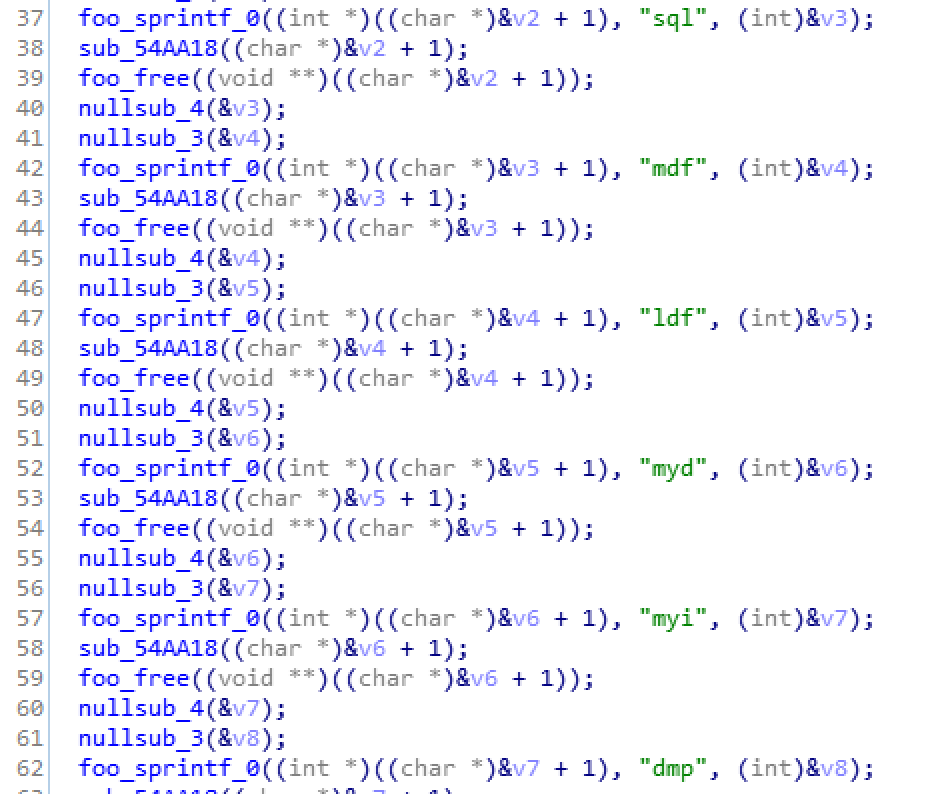 37 foo_sprintf_0((int *)((char *)&v2 + 1), "sql", (int)&v3);
38 sub_54AA18((char *)&v2 + 1);
39 foo_free((void **)((char *)&v2 + 1));
40 nullsub_4(&v3);
41 nullsub_3(&v4);
42 foo_sprintf_0((int *)((char *)&v3 + 1), "mdf", (int)&v4);
43 sub_54AA18((char *)&v3 + 1);
44 foo_free((void **)((char *)&v3 + 1));
45 nullsub_4(&v4);
46 nullsub_3(&v5);
47 foo_sprintf_0((int *)((char *)&v4 + 1), "ldf", (int)&v5);
48 sub_54AA18((char *)&v4 + 1);
49 foo_free((void **)((char *)&v4 + 1));
50 nullsub_4(&v5);
51 nullsub_3(&v6);
52 foo_sprintf_0((int *)((char *)&v5 + 1), "myd", (int)&v6);
53 sub_54AA18((char *)&v5 + 1);
54 foo_free((void **)((char *)&v5 + 1));
55 nullsub_4(&v6);
56 nullsub_3(&v7);
57 foo_sprintf_0((int *)((char *)&v6 + 1), "myi", (int)&v7);
58 sub_54AA18((char *)&v6 + 1);
59 foo_free((void **)((char *)&v6 + 1));
60 nullsub_4(&v7);
61 nullsub_3(&v8);
62 foo_sprintf_0((int *)((char *)&v7 + 1), "dmp", (int)&v8);